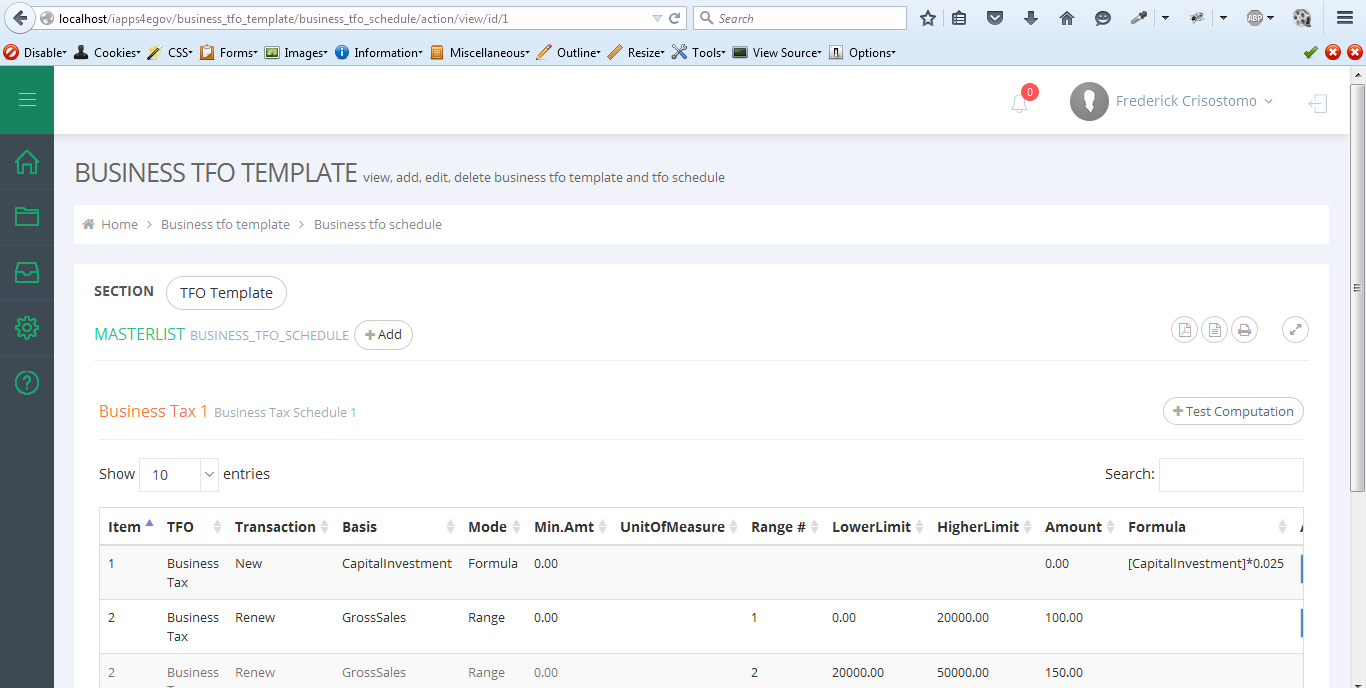 localhost/iapps4egov/business_tfo_template/business_tfo_schedule/action/view/id/1
Search
ABP
Disable
Cookies
CSS
Forms
Images
Information
Miscellaneous
Outline
Resize
Tools
View Source
Options
0
Frederick Crisostomo
BUSINESS TFO TEMPLATE view, add, edit, delete business tfo template and tfo schedule
Home > Business tfo template > Business tfo schedule
SECTION TFO Template
MASTERLIST BUSINESS_TFO_SCHEDULE + Add
Business Tax 1 Business Tax Schedule 1
+ Test Computation
Show 10 entries
Search:
Item TFO Transaction Basis Mode Min.Amt UnitOfMeasure Range # LowerLimit HigherLimit Amount Formula
1 Business Tax New CapitalInvestment Formula 0.00 0.00 [CapitalInvestment]*0.025
2 Business Tax Renew GrossSales Range 0.00 1 0.00 20000.00 100.00
2 Business Renew GrossSales Range 0.00 2 20000.00 50000.00 150.00